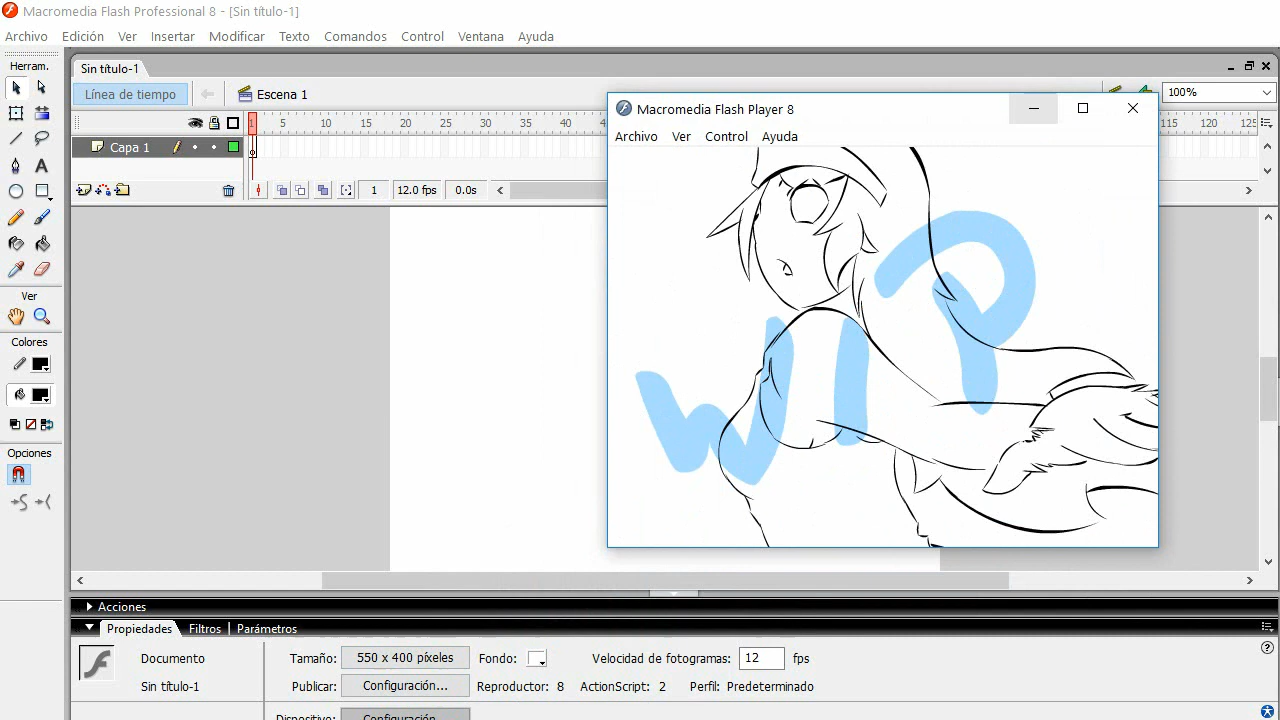 Macromedia Flash Professional 8 - [Sin título-1]
Archivo Edición Ver Insertar Modificar Texto Comandos Control Ventana Ayuda
Herram.
Sin título-1
Línea de tiempo
Escena 1
100%
1 5 10 15 20 25 30 35 40 45 115 120 125
Capa 1
1 12.0 fps 0.0s
Macromedia Flash Player 8
Archivo Ver Control Ayuda
WIP
Ver
Colores
Opciones
Acciones
Propiedades Filtros Parámetros
Documento
Sin título-1
Tamaño: 550 x 400 píxeles Fondo: Velocidad de fotogramas: 12 fps
Publicar: Configuración... Reproductor: 8 ActionScript: 2 Perfil: Predeterminado
Dispositivo: Configuración